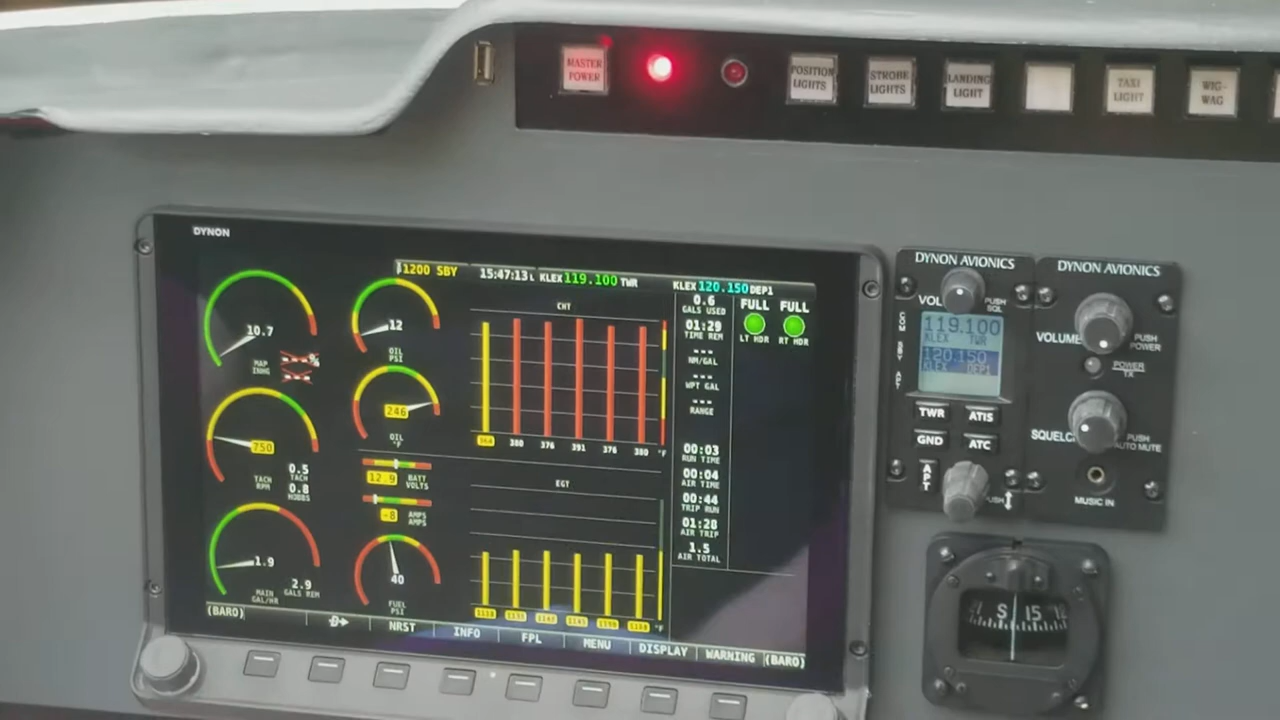 MASTER
POWER
POSITION
LIGHTS
STROBE
LIGHTS
LANDING
LIGHT
TAXI
LIGHT
WIG-
WAG
DYNON
1200 SBY
15:47:13L
KLEX 119.100 TWR
KLEX 120.150 DEP1
10.7
MAP
INHG
12
OIL
PSI
750
TACH
RPM
0.5
TACH
0.8
HOBBS
246
OIL
°F
12.9
BATT
VOLTS
-8
AMPS
AMPS
1.9
MAIN
GAL/HR
2.9
GALS REM
40
FUEL
PSI
CHT
380 376 391 376 380 °F
EGT
°F
0.6
GALS USED
01:29
TIME REM
---
NM/GAL
---
WPT GAL
---
RANGE
00:03
RUN TIME
00:04
AIR TIME
00:44
TRIP RUN
01:28
AIR TRIP
1.5
AIR TOTAL
FULL FULL
LT HDR RT HDR
(BARO)
D
NRST
INFO
FPL
MENU
DISPLAY
WARNING
(BARO)
DYNON AVIONICS
VOL
PUSH
SQL
119.100
KLEX TWR
120.150
KLEX DEP1
TWR
ATIS
GND
ATC
APT
PUSH
DYNON AVIONICS
VOLUME
PUSH
POWER
POWER
TX
SQUELC
PUSH
AUTO MUTE
MUSIC IN
S 15